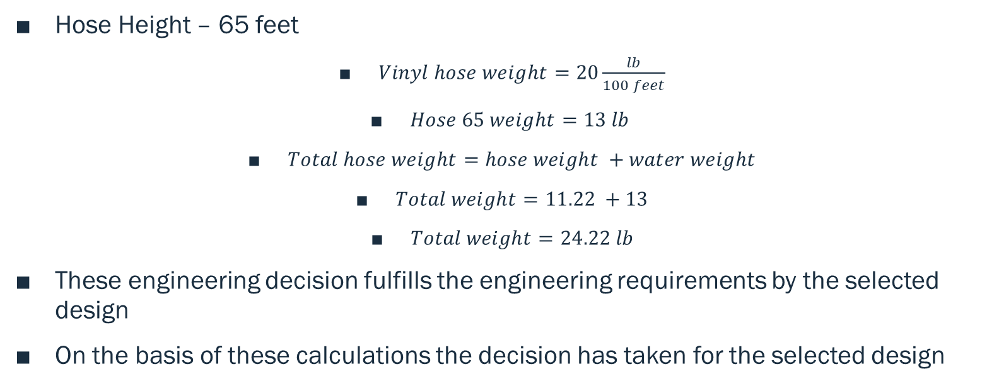 ■ Hose Height – 65 feet
■ Vinyl hose weight = 20 lb/100 feet
■ Hose 65 weight = 13 lb
■ Total hose weight = hose weight + water weight
■ Total weight = 11.22 + 13
■ Total weight = 24.22 lb
■ These engineering decision fulfills the engineering requirements by the selected
design
■ On the basis of these calculations the decision has taken for the selected design